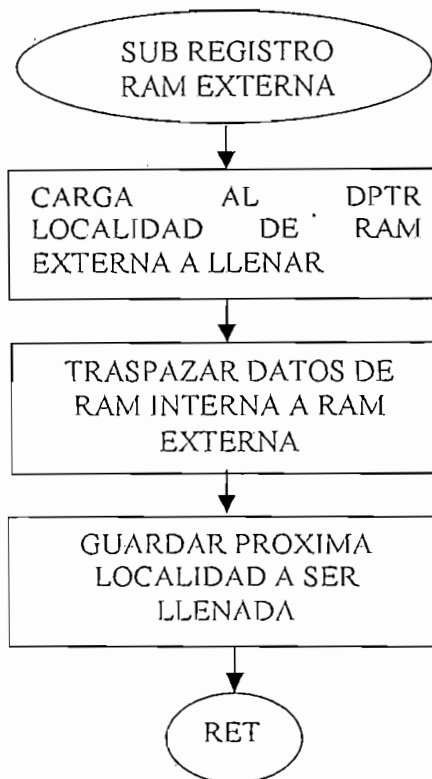 SUB REGISTRO
RAM EXTERNA
CARGA AL DPTR
LOCALIDAD DE RAM
EXTERNA A LLENAR
TRASPAZAR DATOS DE
RAM INTERNA A RAM
EXTERNA
GUARDAR PROXIMA
LOCALIDAD A SER
LLENADA
RET